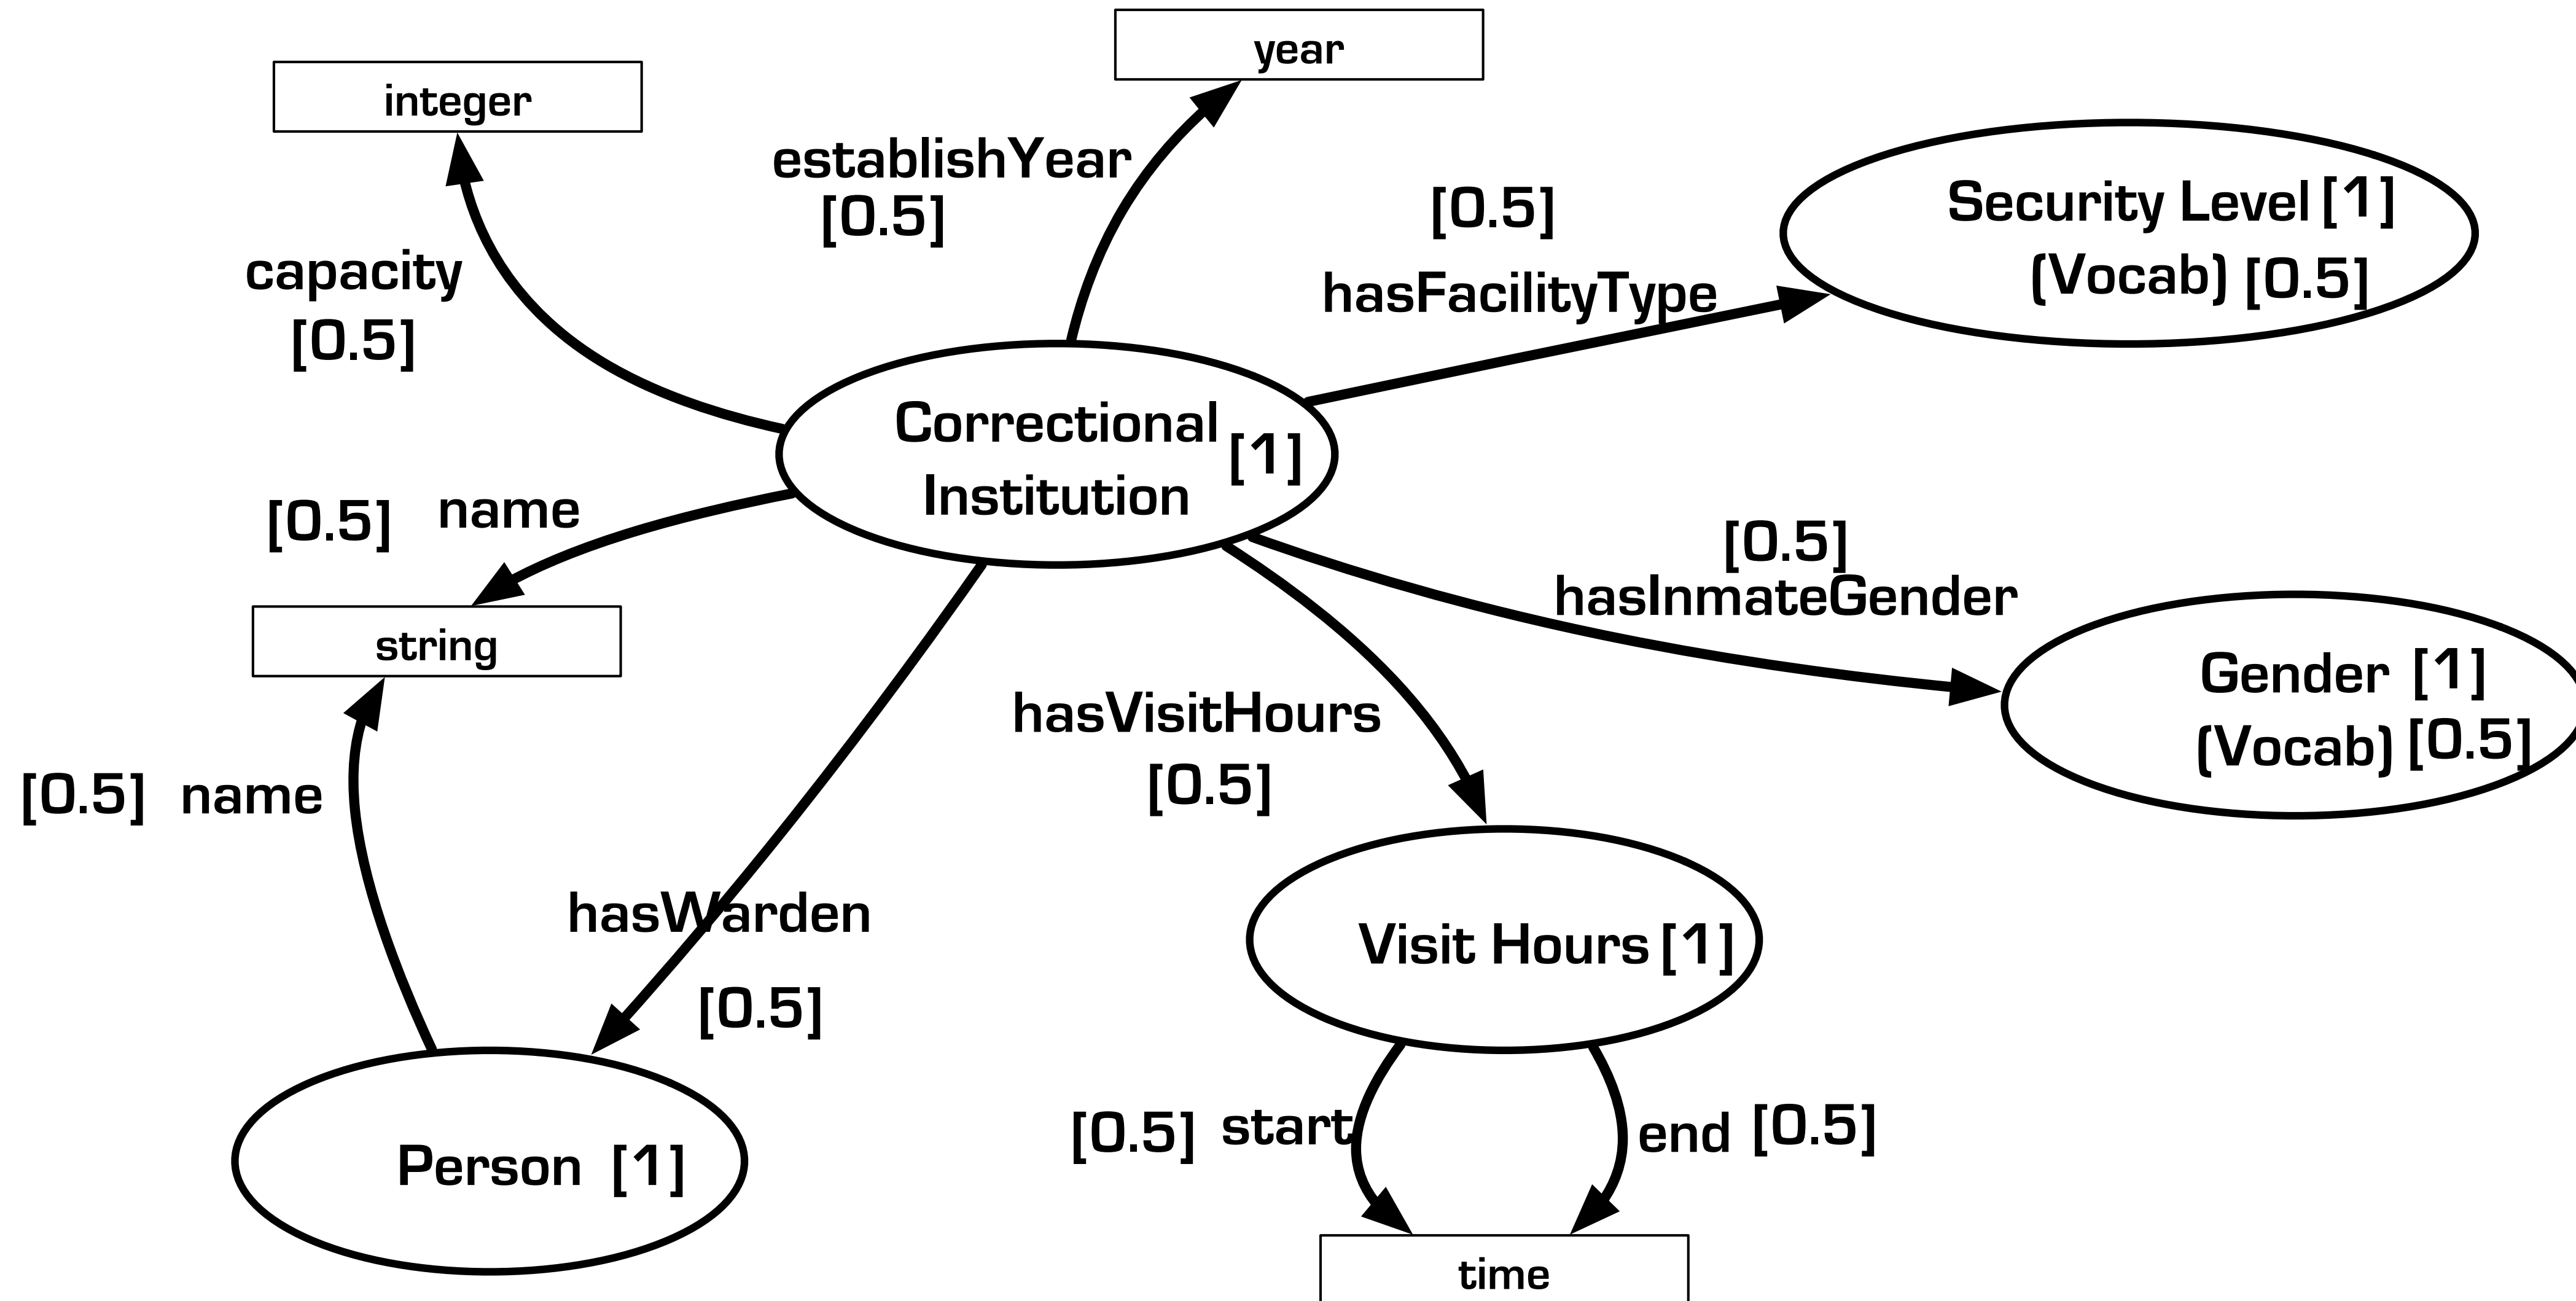 year
integer
establishYear
[0.5]
[0.5]
hasFacilityType
Security Level [1]
(Vocab) [0.5]
capacity
[0.5]
Correctional
Institution
[1]
[0.5] name
string
[0.5]
hasInmateGender
Gender [1]
(Vocab) [0.5]
hasVisitHours
[0.5]
[0.5] name
hasWarden
[0.5]
Visit Hours [1]
Person [1]
[0.5] start
end [0.5]
time